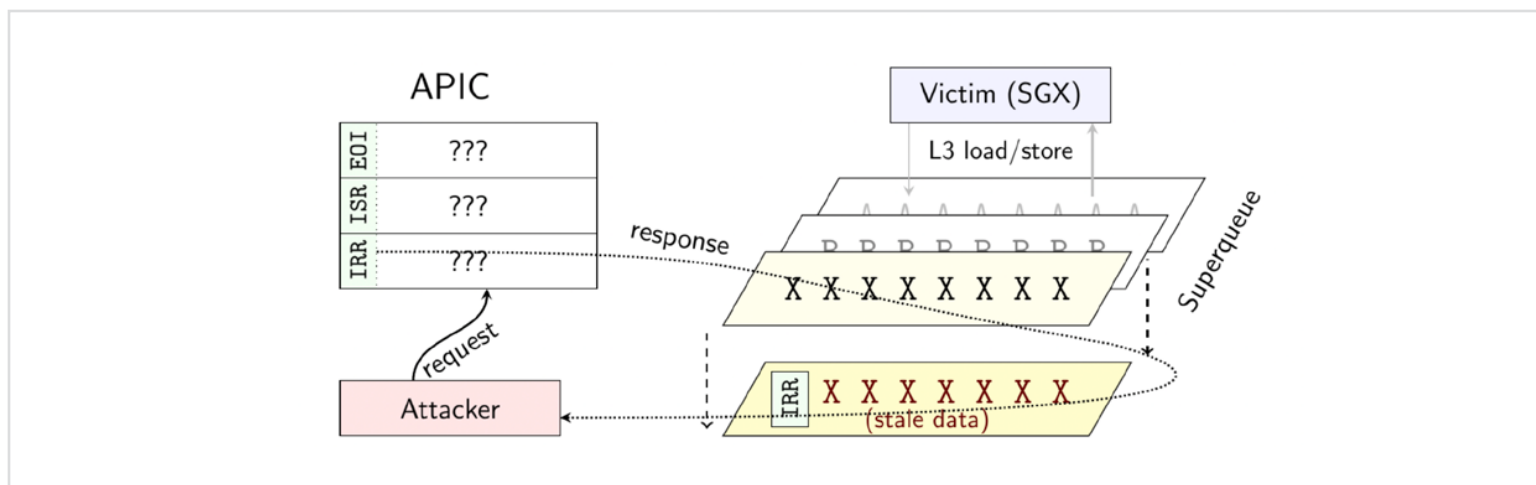 APIC
EOI
???
ISR
???
IRR
???
request
Attacker
response
Victim (SGX)
L3 load/store
X X X X X X X X
Superqueue
IRR
X X X X X X X
(stale data)